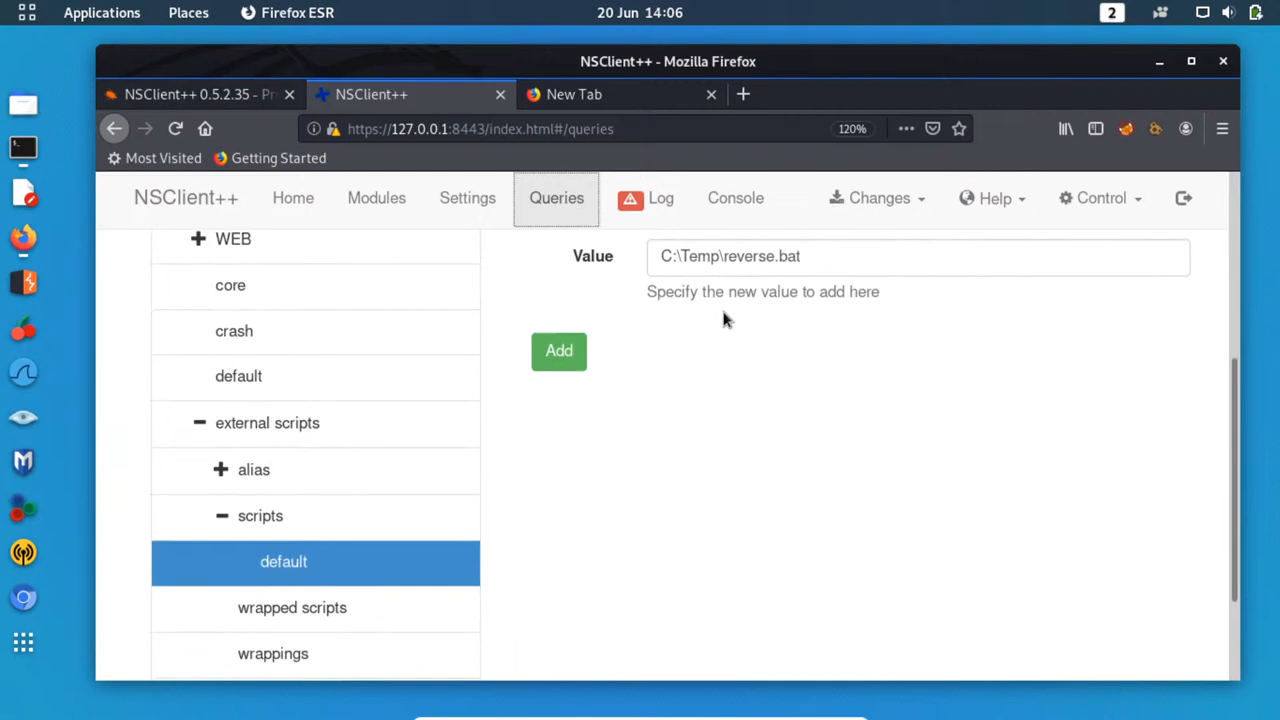 Applications Places Firefox ESR 20 Jun 14:06 2
NSClient++ - Mozilla Firefox
NSClient++ 0.5.2.35 - Pr NSClient++ New Tab
https://127.0.0.1:8443/index.html#/queries 120%
Most Visited Getting Started
NSClient++ Home Modules Settings Queries Log Console Changes Help Control
WEB
Value C:\Temp\reverse.bat
core
Specify the new value to add here
crash
Add
default
external scripts
alias
scripts
default
wrapped scripts
wrappings